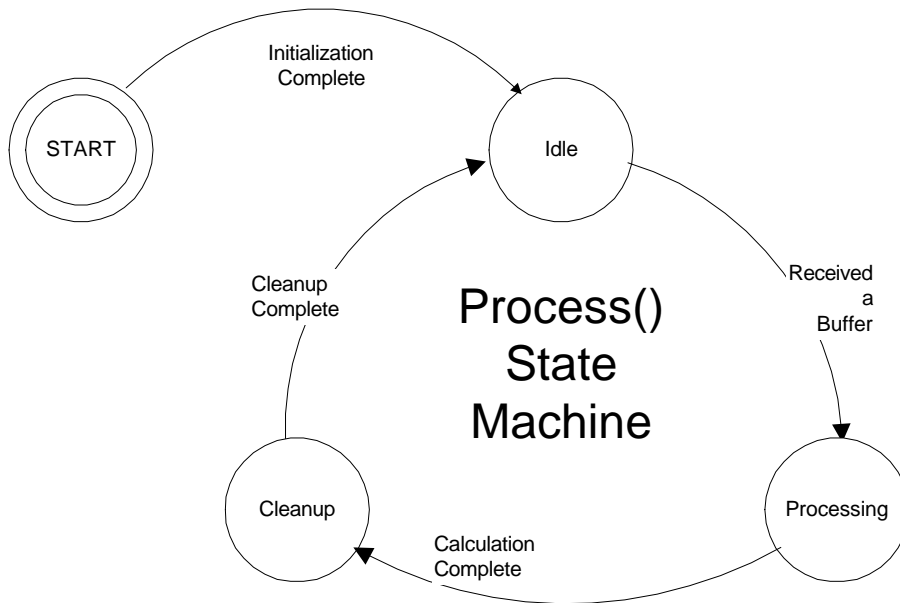 Initialization
Complete
START
Idle
Cleanup
Complete
Received
a
Buffer
Process()
State
Machine
Cleanup
Processing
Calculation
Complete